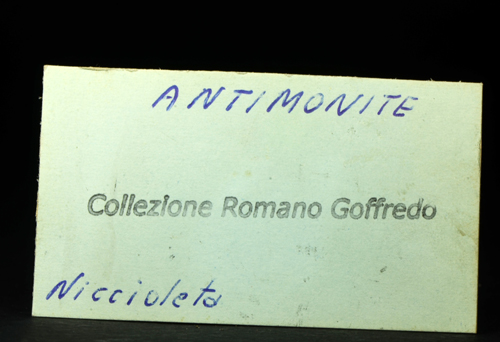 ANTIMONITE
Collezione Romano Goffredo
Niccioleta